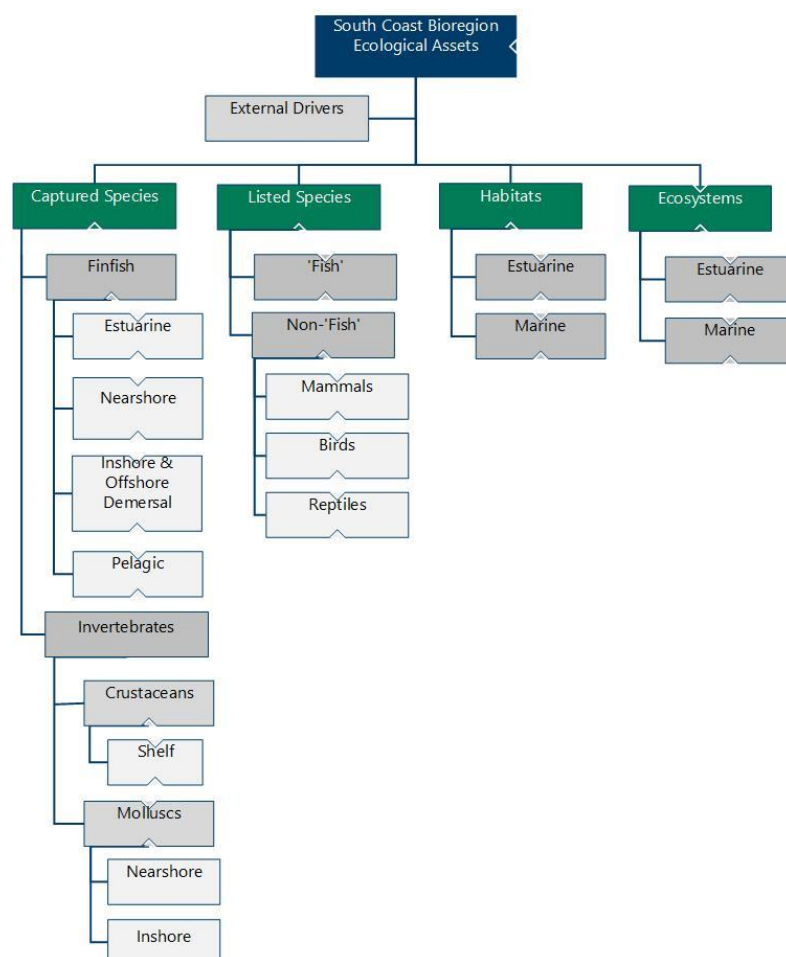 South Coast Bioregion
Ecological Assets
External Drivers
Captured Species
Listed Species
Habitats
Ecosystems
Finfish
'Fish'
Estuarine
Estuarine
Estuarine
Non-'Fish'
Marine
Marine
Nearshore
Mammals
Inshore &
Offshore
Demersal
Birds
Reptiles
Pelagic
Invertebrates
Crustaceans
Shelf
Molluscs
Nearshore
Inshore